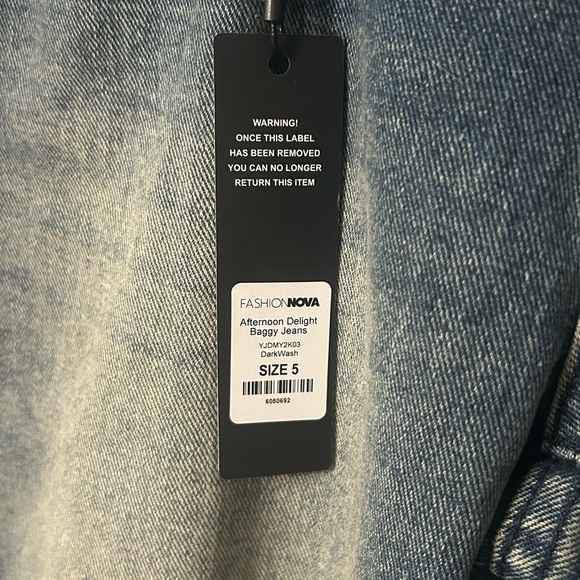 WARNING!
ONCE THIS LABEL
HAS BEEN REMOVED
YOU CAN NO LONGER
RETURN THIS ITEM
FASHIONNOVA
Afternoon Delight
Baggy Jeans
YJDMY2K03
DarkWash
SIZE 5
6050692